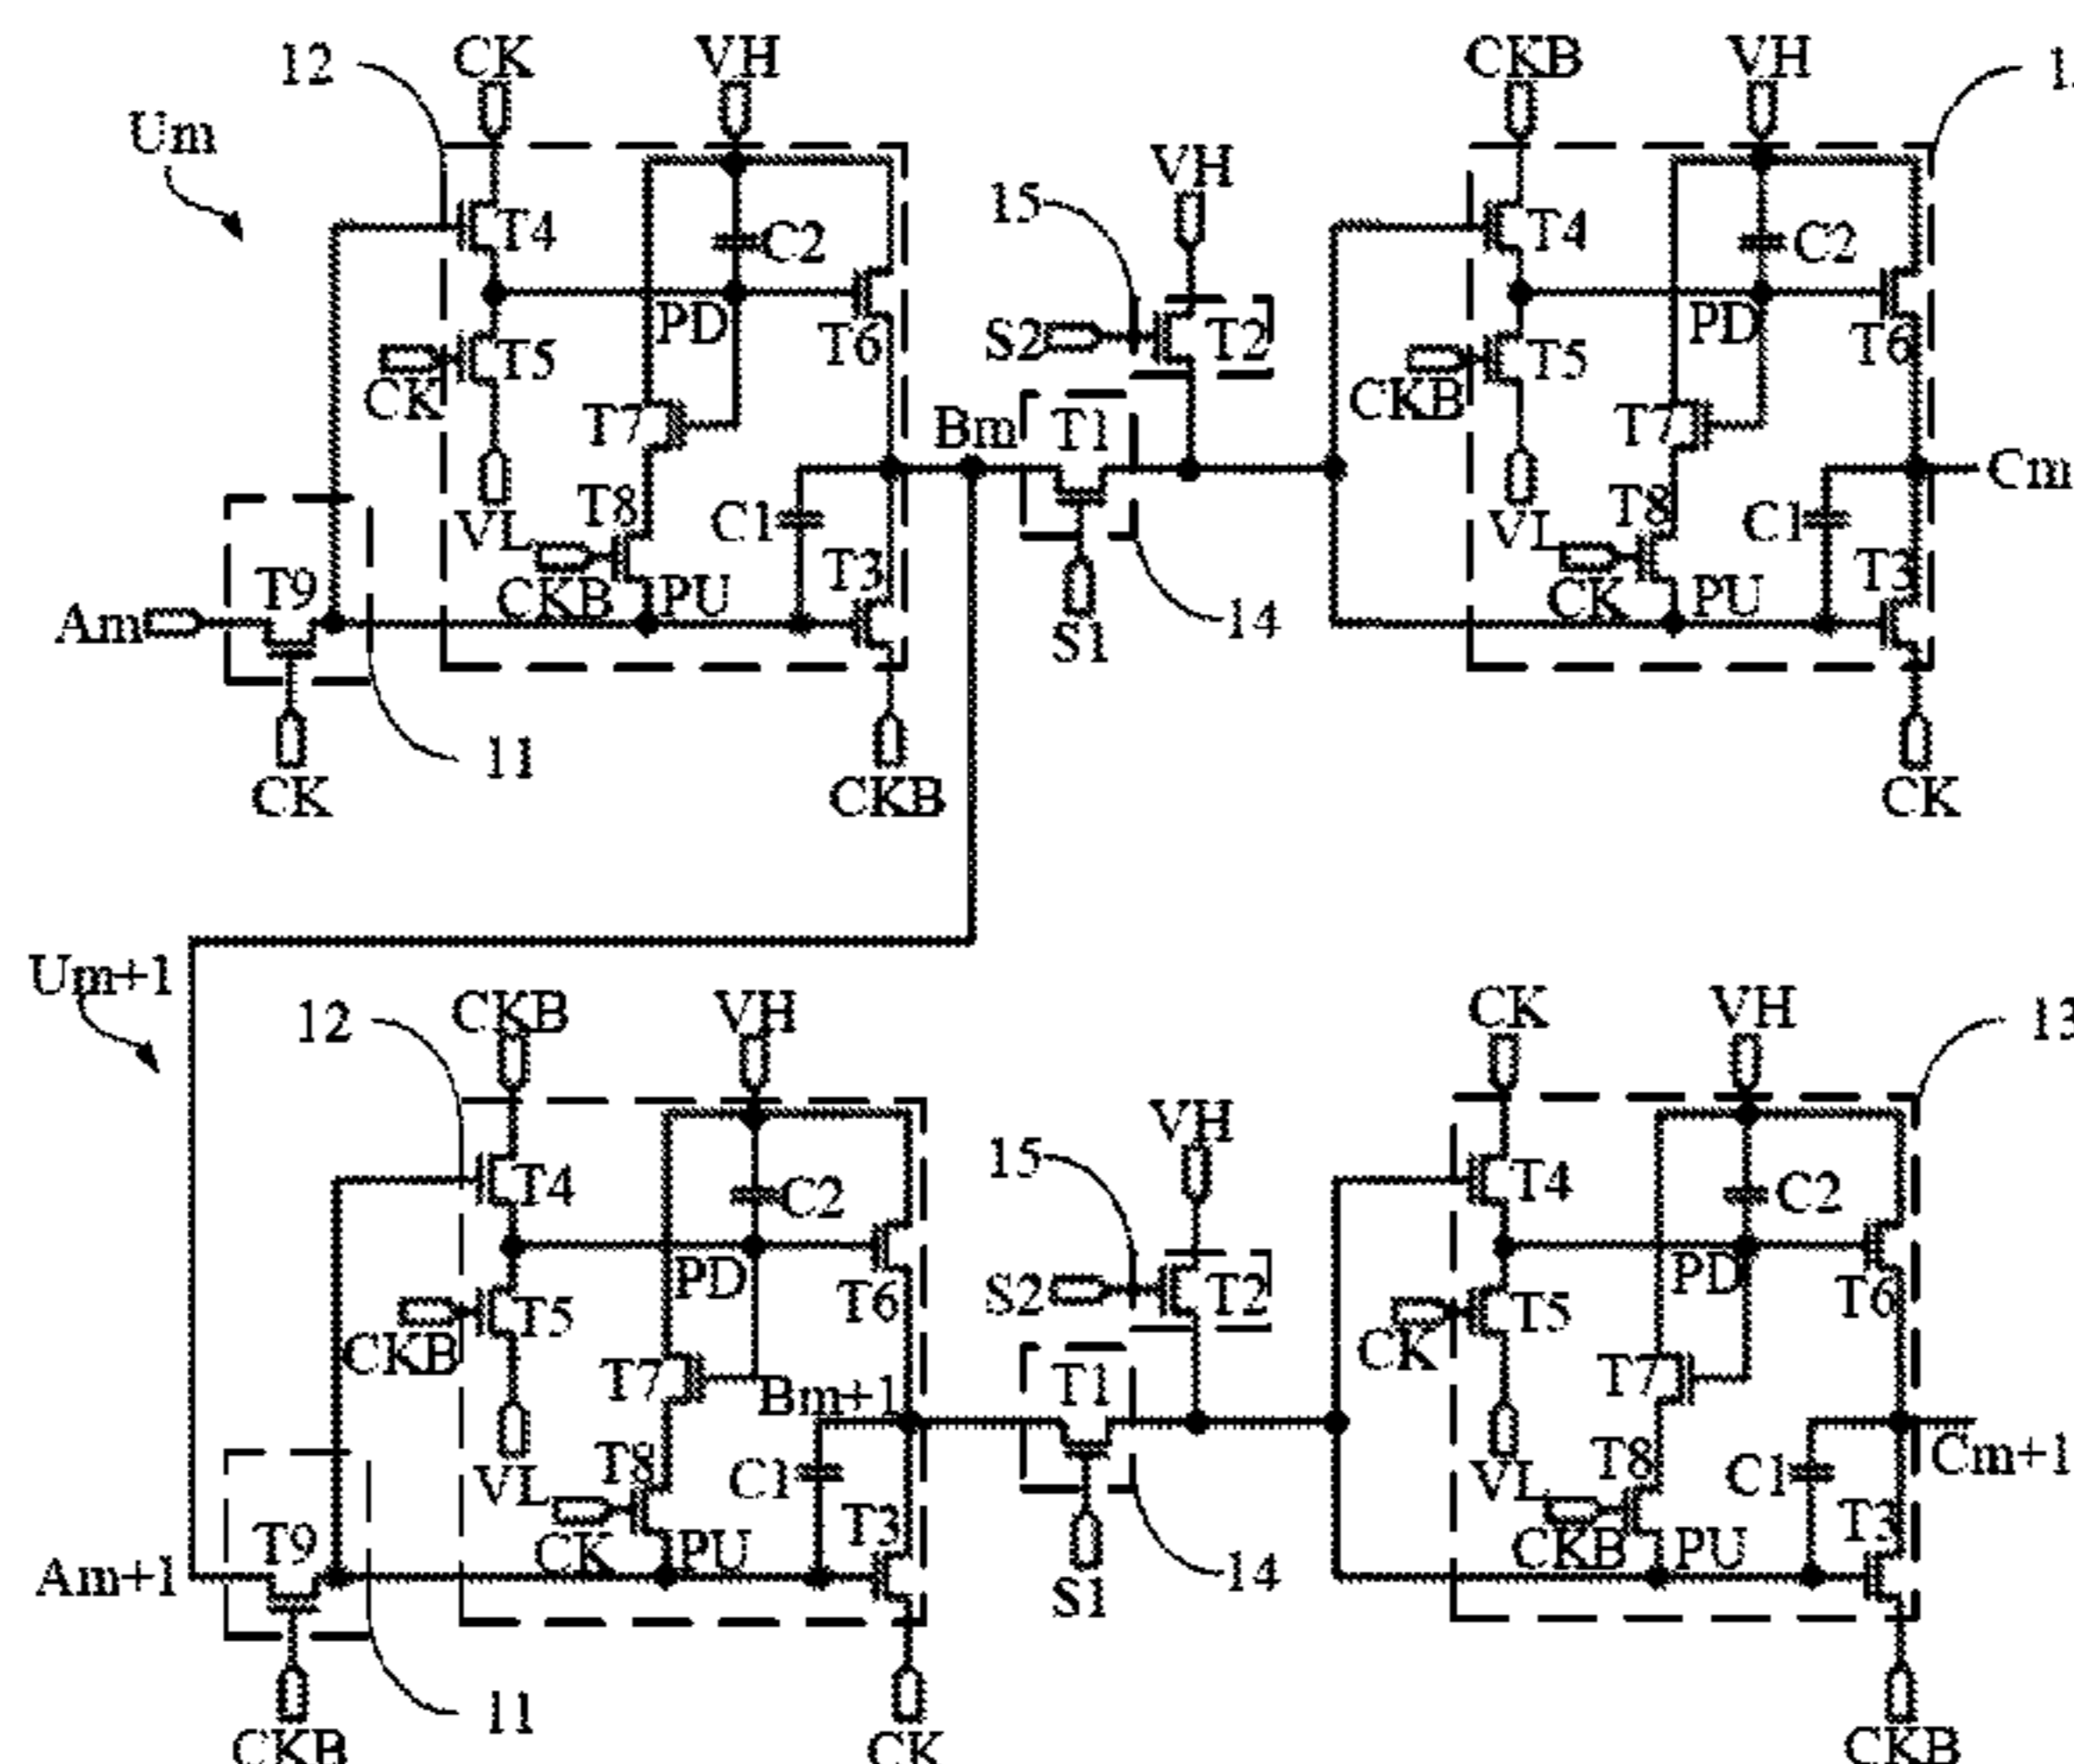 12
CK
VH
CKB
VH
Um
VH
15
T4
C2
T4
C2
PD
S2
T2
PD
T6
T6
T5
T5
CK
CKB
T7
Bm
T1
T7
Cm
T8
C1
T8
C1
VL
VL
T3
T3
T9
Am
CKB
PU
S1
14
CK
PU
11
CK
CKB
CK
Um+1
12
CKB
VH
CK
VH
13
15
VH
T4
C2
T4
C2
PD
S2
T2
PD
T6
T6
T5
T5
CKB
CK
T7
Bm+1
T1
T7
T8
C1
T8
C1
Cm+1
VL
VL
T3
T3
T9
Am+1
CK
PU
S1
14
CKB
PU
11
CKB
CK
CKB